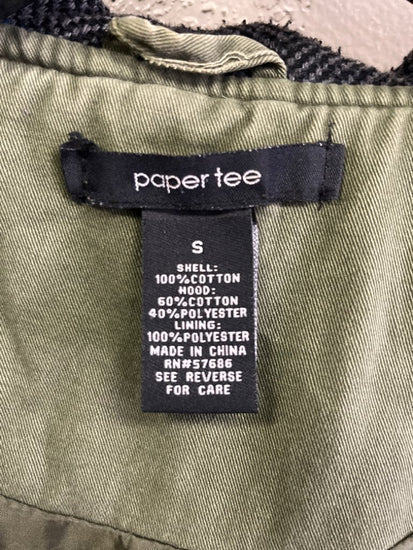 paper tee
S
SHELL:
100%COTTON
HOOD:
60%COTTON
40%POLYESTER
LINING:
100%POLYESTER
MADE IN CHINA
RN#57686
SEE REVERSE
FOR CARE